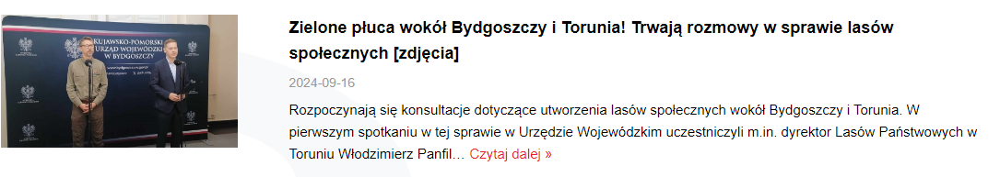 KUJAWSKO-POMORSKI
URZĄD WOJEWÓDZKI
W BYDGOSZCZY
Zielone płuca wokół Bydgoszczy i Torunia! Trwają rozmowy w sprawie lasów
społecznych [zdjęcia]
2024-09-16
Rozpoczynają się konsultacje dotyczące utworzenia lasów społecznych wokół Bydgoszczy i Torunia. W
pierwszym spotkaniu w tej sprawie w Urzędzie Wojewódzkim uczestniczyli m.in. dyrektor Lasów Państwowych w
Toruniu Włodzimierz Panfil… Czytaj dalej »